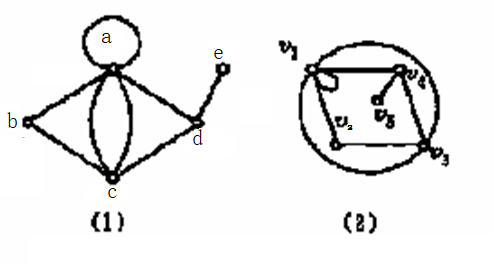 a
e
b
d
c
(1)
v₁
v₄
v₅
v₂
v₃
(2)